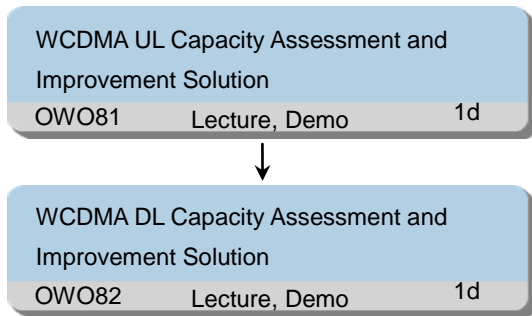 WCDMA UL Capacity Assessment and
Improvement Solution
OWO81 Lecture, Demo 1d
WCDMA DL Capacity Assessment and
Improvement Solution
OWO82 Lecture, Demo 1d